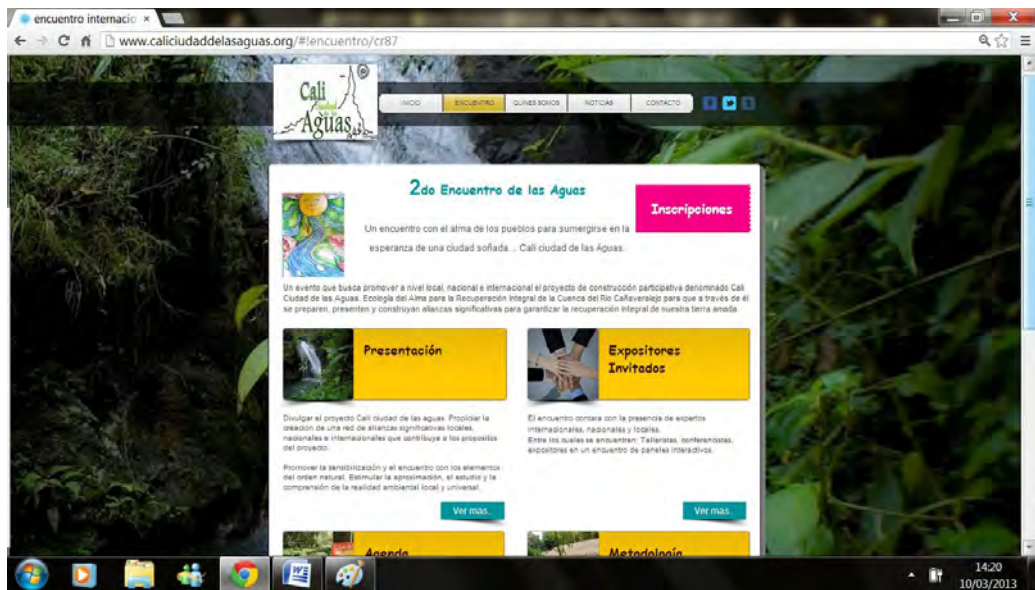 encuentro internacio
www.caliciudaddelasaguas.org/#!encuentro/cr87
Cali
ciudad
de las
Aguas
INICIO ENCUENTRO QUINES SOMOS NOTICIAS CONTACTO
2do Encuentro de las Aguas
Inscripciones
Un encuentro con el alma de los pueblos para sumergirse en la
esperanza de una ciudad soñada... Cali ciudad de las Aguas.
Un evento que busca promover a nivel local, nacional e internacional el proyecto de construcción participativa denominado Cali
Ciudad de las Aguas. Ecología del Alma para la Recuperación Integral de la Cuenca del Rio Cañaveralejo para que a través de él
se preparen, presenten y construyan alianzas significativas para garantizar la recuperación integral de nuestra tierra amada.
Presentación
Divulgar el proyecto Cali ciudad de las aguas. Propiciar la
creación de una red de alianzas significativas locales,
nacionales e internacionales que contribuya a los propositos
del proyecto.
Promover la sensibilización y el encuentro con los elementos
del orden natural. Estimular la aproximación, el estudio y la
comprensión de la realidad ambiental local y universal.
Ver mas.
Expositores
Invitados
El encuentro contara con la presencia de expertos
internacionales, nacionales y locales.
Entre los cuales se encuentran: Talleristas, conferencistas,
expositores en un encuentro de paneles interactivos.
Ver mas.
Agenda
Metodología
14:20
10/03/2013